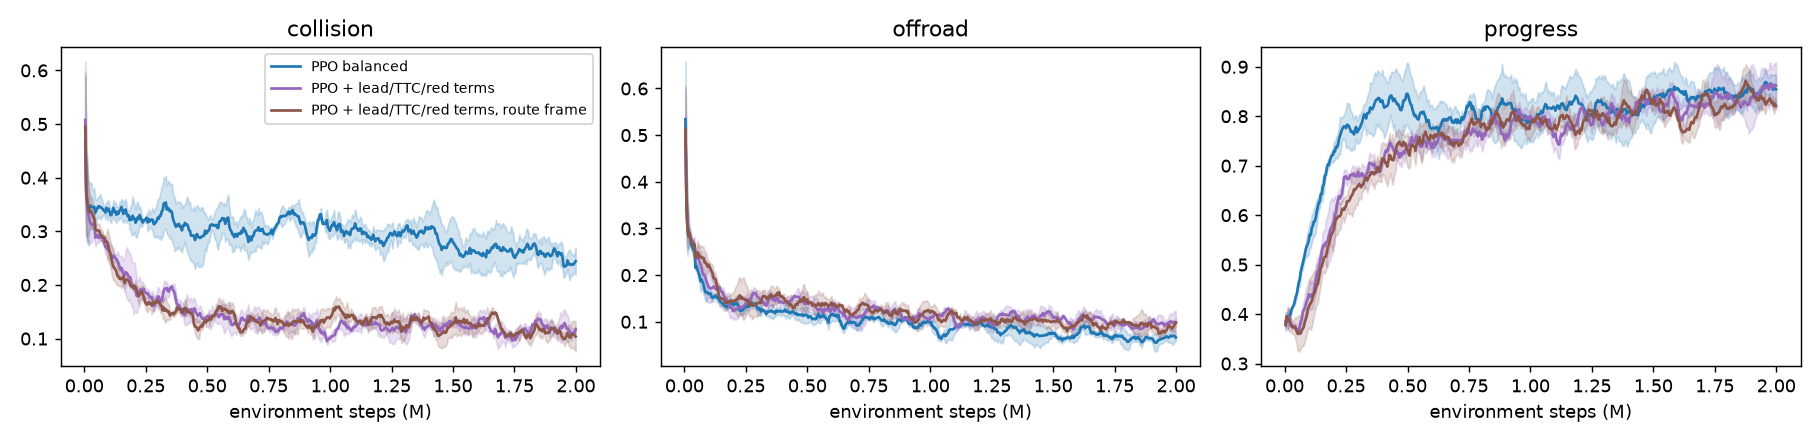 collision
0.6
0.5
0.4
0.3
0.2
0.1
PPO balanced
PPO + lead/TTC/red terms
PPO + lead/TTC/red terms, route frame
0.00 0.25 0.50 0.75 1.00 1.25 1.50 1.75 2.00
environment steps (M)
offroad
0.6
0.5
0.4
0.3
0.2
0.1
0.00 0.25 0.50 0.75 1.00 1.25 1.50 1.75 2.00
environment steps (M)
progress
0.9
0.8
0.7
0.6
0.5
0.4
0.3
0.00 0.25 0.50 0.75 1.00 1.25 1.50 1.75 2.00
environment steps (M)